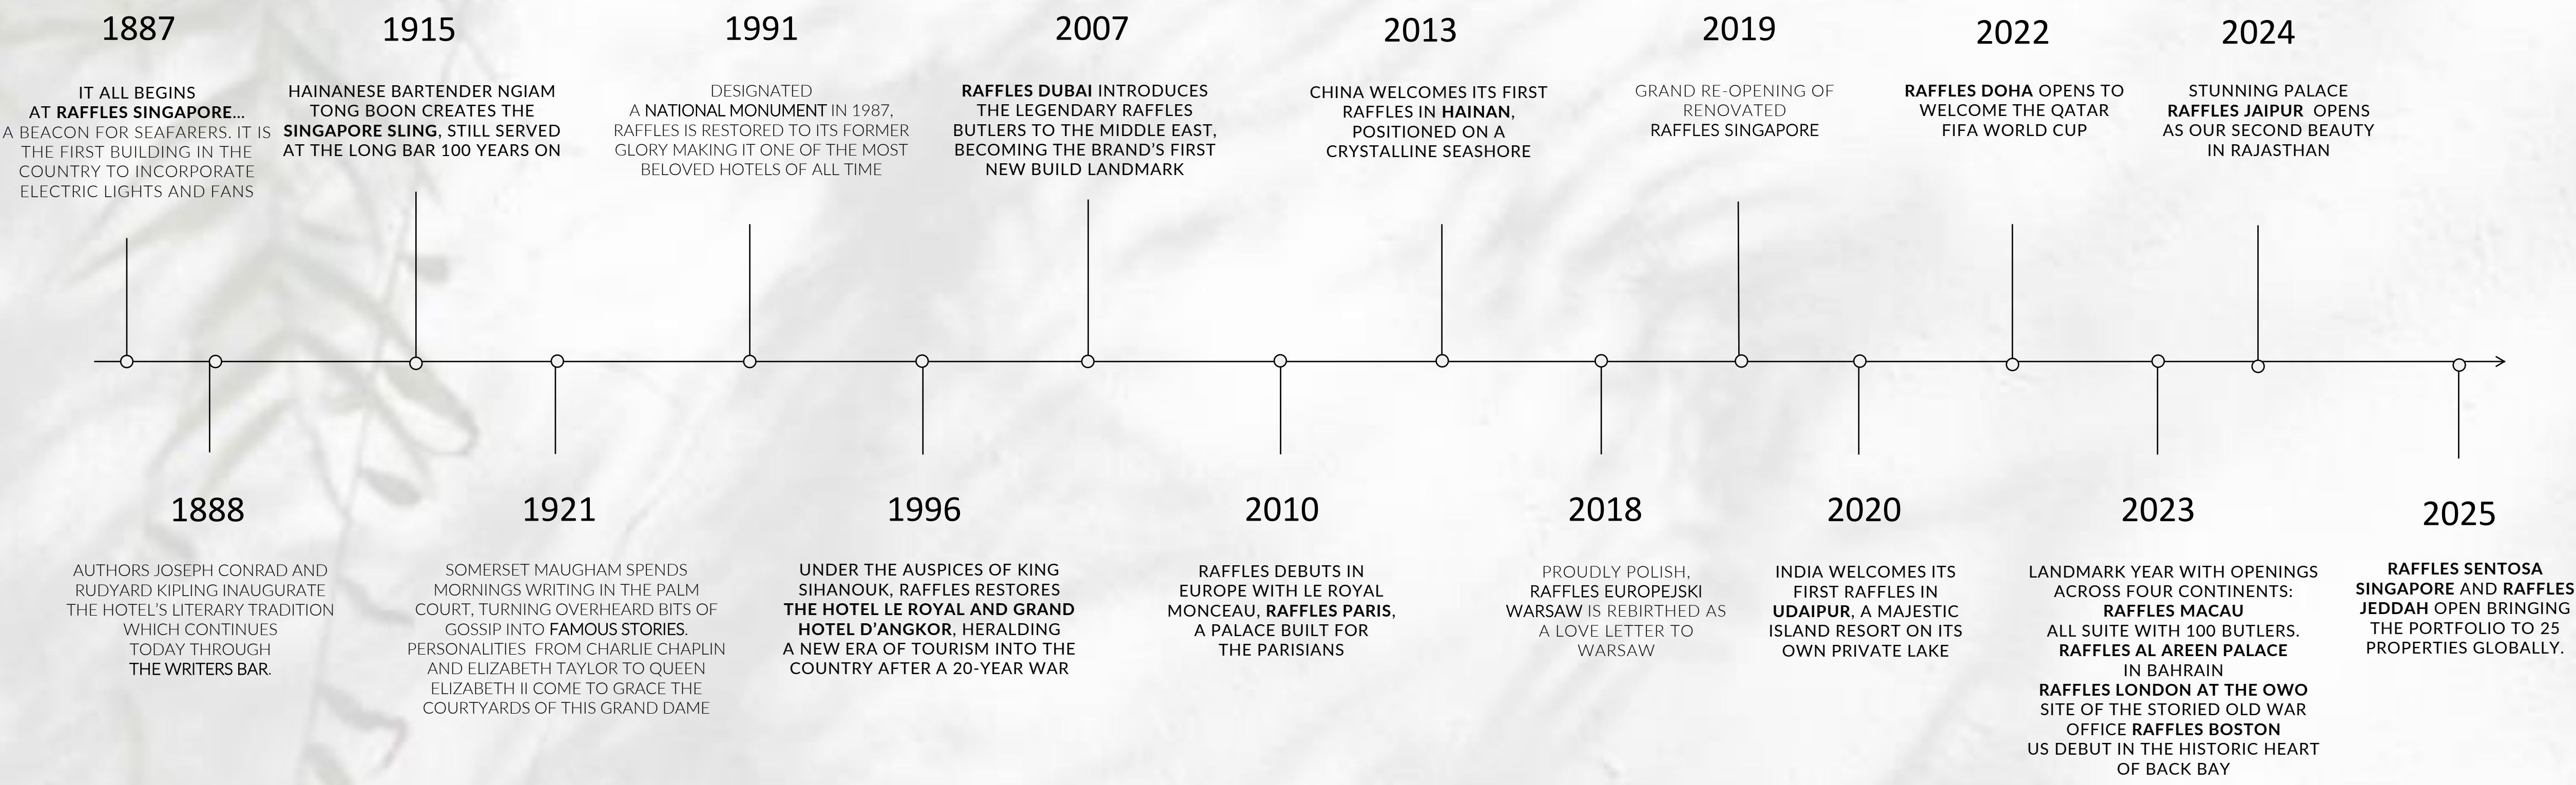 1887
IT ALL BEGINS
AT RAFFLES SINGAPORE...
A BEACON FOR SEAFARERS. IT IS
THE FIRST BUILDING IN THE
COUNTRY TO INCORPORATE
ELECTRIC LIGHTS AND FANS
1915
HAINANESE BARTENDER NGIAM
TONG BOON CREATES THE
SINGAPORE SLING, STILL SERVED
AT THE LONG BAR 100 YEARS ON
1991
DESIGNATED
A NATIONAL MONUMENT IN 1987,
RAFFLES IS RESTORED TO ITS FORMER
GLORY MAKING IT ONE OF THE MOST
BELOVED HOTELS OF ALL TIME
2007
RAFFLES DUBAI INTRODUCES
THE LEGENDARY RAFFLES
BUTLERS TO THE MIDDLE EAST,
BECOMING THE BRAND'S FIRST
NEW BUILD LANDMARK
2013
CHINA WELCOMES ITS FIRST
RAFFLES IN HAINAN,
POSITIONED ON A
CRYSTALLINE SEASHORE
2019
GRAND RE-OPENING OF
RENOVATED
RAFFLES SINGAPORE
2022
RAFFLES DOHA OPENS TO
WELCOME THE QATAR
FIFA WORLD CUP
2024
STUNNING PALACE
RAFFLES JAIPUR OPENS
AS OUR SECOND BEAUTY
IN RAJASTHAN
1888
AUTHORS JOSEPH CONRAD AND
RUDYARD KIPLING INAUGURATE
THE HOTEL'S LITERARY TRADITION
WHICH CONTINUES
TODAY THROUGH
THE WRITERS BAR.
1921
SOMERSET MAUGHAM SPENDS
MORNINGS WRITING IN THE PALM
COURT, TURNING OVERHEARD BITS OF
GOSSIP INTO FAMOUS STORIES.
PERSONALITIES FROM CHARLIE CHAPLIN
AND ELIZABETH TAYLOR TO QUEEN
ELIZABETH II COME TO GRACE THE
COURTYARDS OF THIS GRAND DAME
1996
UNDER THE AUSPICES OF KING
SIHANOUK, RAFFLES RESTORES
THE HOTEL LE ROYAL AND GRAND
HOTEL D'ANGKOR, HERALDING
A NEW ERA OF TOURISM INTO THE
COUNTRY AFTER A 20-YEAR WAR
2010
RAFFLES DEBUTS IN
EUROPE WITH LE ROYAL
MONCEAU, RAFFLES PARIS,
A PALACE BUILT FOR
THE PARISIANS
2018
PROUDLY POLISH,
RAFFLES EUROPEJSKI
WARSAW IS REBIRTHED AS
A LOVE LETTER TO
WARSAW
2020
INDIA WELCOMES ITS
FIRST RAFFLES IN
UDAIPUR, A MAJESTIC
ISLAND RESORT ON ITS
OWN PRIVATE LAKE
2023
LANDMARK YEAR WITH OPENINGS
ACROSS FOUR CONTINENTS:
RAFFLES MACAU
ALL SUITE WITH 100 BUTLERS.
RAFFLES AL AREEN PALACE
IN BAHRAIN
RAFFLES LONDON AT THE OWO
SITE OF THE STORIED OLD WAR
OFFICE RAFFLES BOSTON
US DEBUT IN THE HISTORIC HEART
OF BACK BAY
2025
RAFFLES SENTOSA
SINGAPORE AND RAFFLES
JEDDAH OPEN BRINGING
THE PORTFOLIO TO 25
PROPERTIES GLOBALLY.